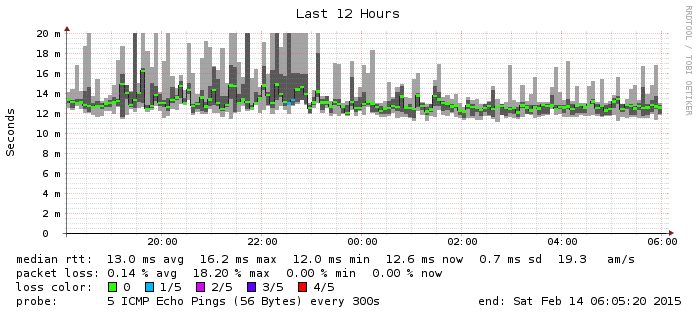 Last 12 Hours
RRDTOOL / TOBI OETIKER
Seconds
20 m
18 m
16 m
14 m
12 m
10 m
8 m
6 m
4 m
2 m
0
20:00 22:00 00:00 02:00 04:00 06:00
median rtt: 13.0 ms avg 16.2 ms max 12.0 ms min 12.6 ms now 0.7 ms sd 19.3 am/s
packet loss: 0.14 % avg 18.20 % max 0.00 % min 0.00 % now
loss color: 0 1/5 2/5 3/5 4/5
probe: 5 ICMP Echo Pings (56 Bytes) every 300s end: Sat Feb 14 06:05:20 2015